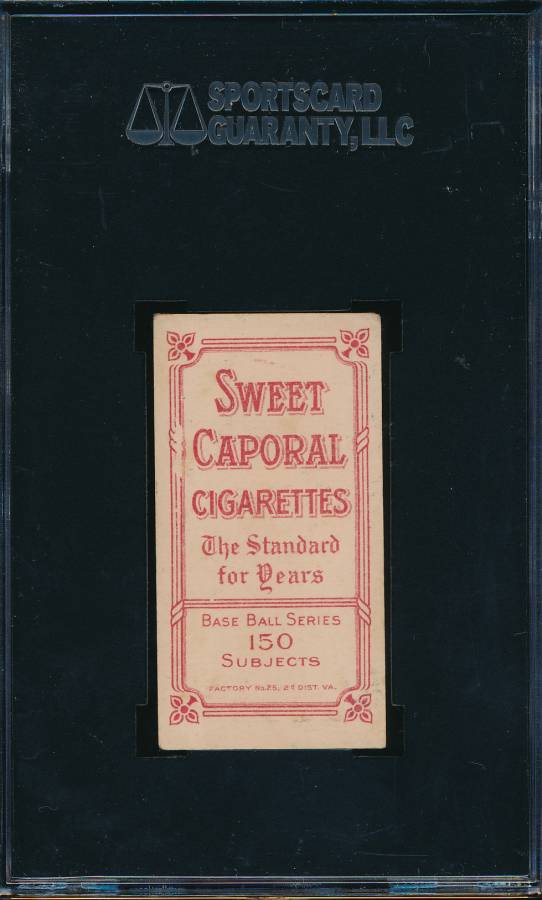 SPORTSCARD
GUARANTY, LLC
SWEET
CAPORAL
CIGARETTES
The Standard
for Years
BASE BALL SERIES
150
SUBJECTS
FACTORY No. 25, 2d DIST. VA.